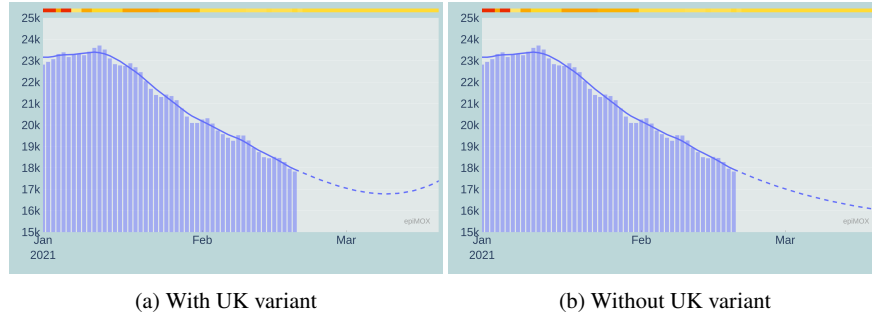 25k
24k
23k
22k
21k
20k
19k
18k
17k
16k
15k
Jan
2021
Feb
Mar
epiMOX
25k
24k
23k
22k
21k
20k
19k
18k
17k
16k
15k
Jan
2021
Feb
Mar
epiMOX
(a) With UK variant
(b) Without UK variant